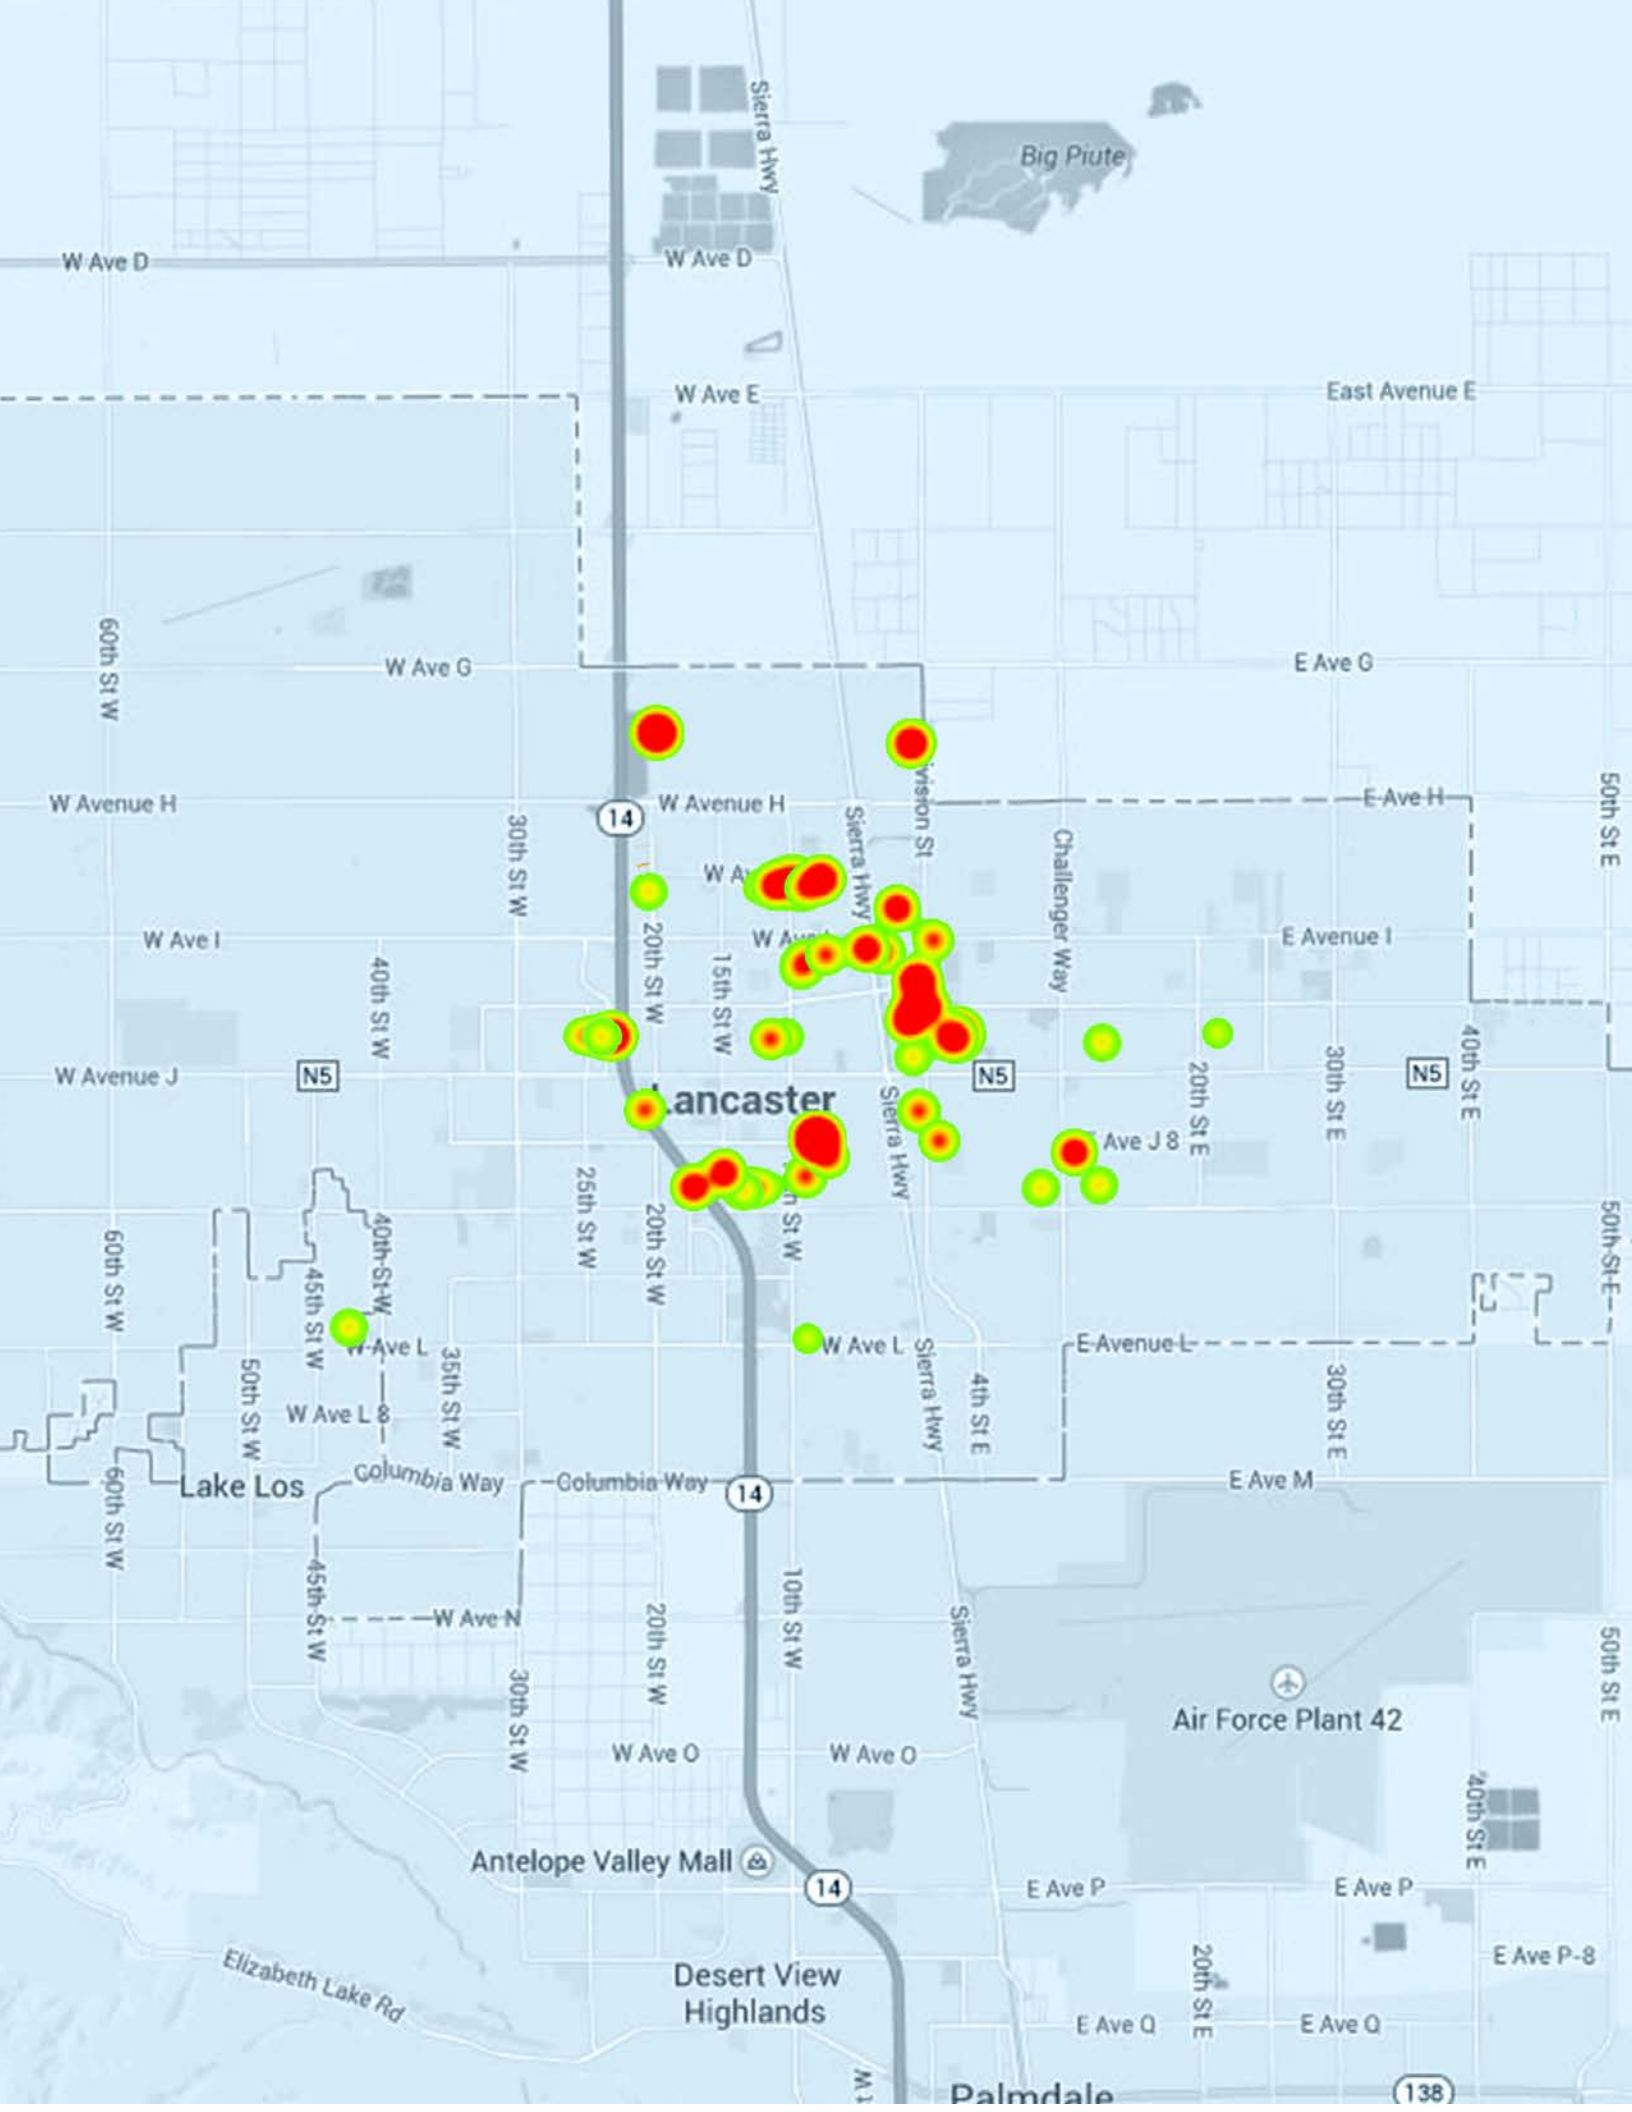 Sierra Hwy
Big Piute
W Ave D
W Ave D
W Ave E
East Avenue E
60th St W
W Ave G
E Ave G
W Avenue H
14
W Avenue H
ivision St
E Ave H
50th St E
30th St W
W Av
Sierra Hwy
Challenger Way
W Ave I
20th St W
W Av
E Avenue I
40th St W
15th St W
W Avenue J
N5
N5
N5
20th St E
30th St E
40th St E
Lancaster
Sierra Hwy
Ave J 8
25th St W
20th St W
n St W
60th St W
45th St W
40th St W
50th St E
W Ave L
W Ave L
E Avenue L
50th St W
35th St W
Sierra Hwy
4th St E
30th St E
W Ave L 8
Lake Los
Columbia Way
Columbia Way
14
E Ave M
60th St W
45th St W
W Ave N
20th St W
10th St W
Sierra Hwy
50th St E
30th St W
Air Force Plant 42
W Ave O
W Ave O
40th St E
Antelope Valley Mall
14
E Ave P
E Ave P
Elizabeth Lake Rd
Desert View
Highlands
20th St E
E Ave P-8
E Ave Q
E Ave Q
Palmdale
138